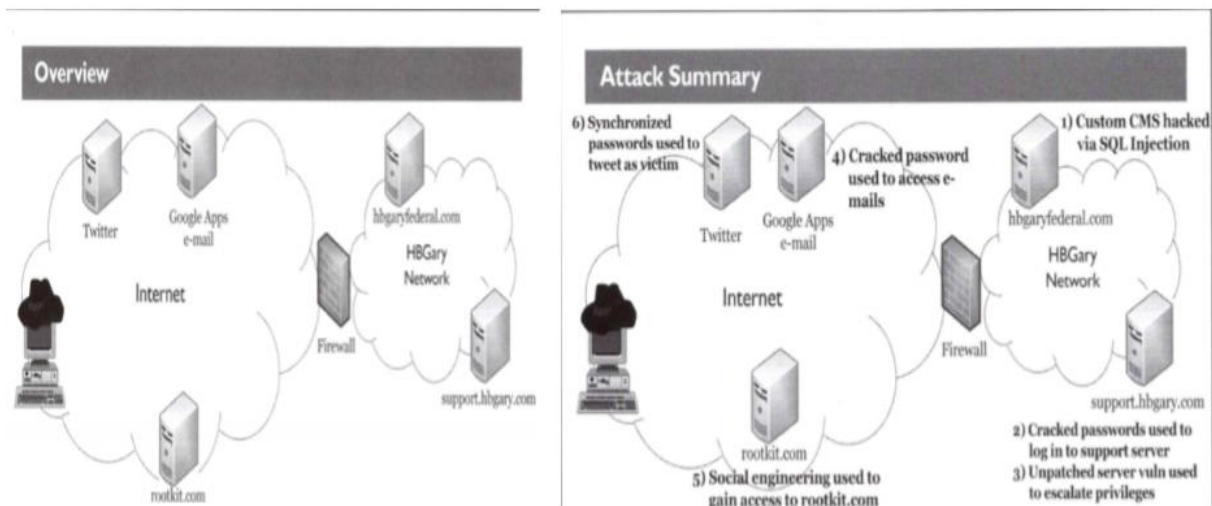 Overview
Twitter
Google Apps
e-mail
hbgaryfederal.com
HBGary
Network
Internet
Firewall
support.hbgary.com
rootkit.com
Attack Summary
6) Synchronized
passwords used to
tweet as victim
1) Custom CMS hacked
via SQL Injection
4) Cracked password
used to access e-
mails
Twitter
Google Apps
e-mail
hbgaryfederal.com
HBGary
Network
Internet
Firewall
support.hbgary.com
2) Cracked passwords used to
log in to support server
3) Unpatched server vuln used
to escalate privileges
rootkit.com
5) Social engineering used to
gain access to rootkit.com